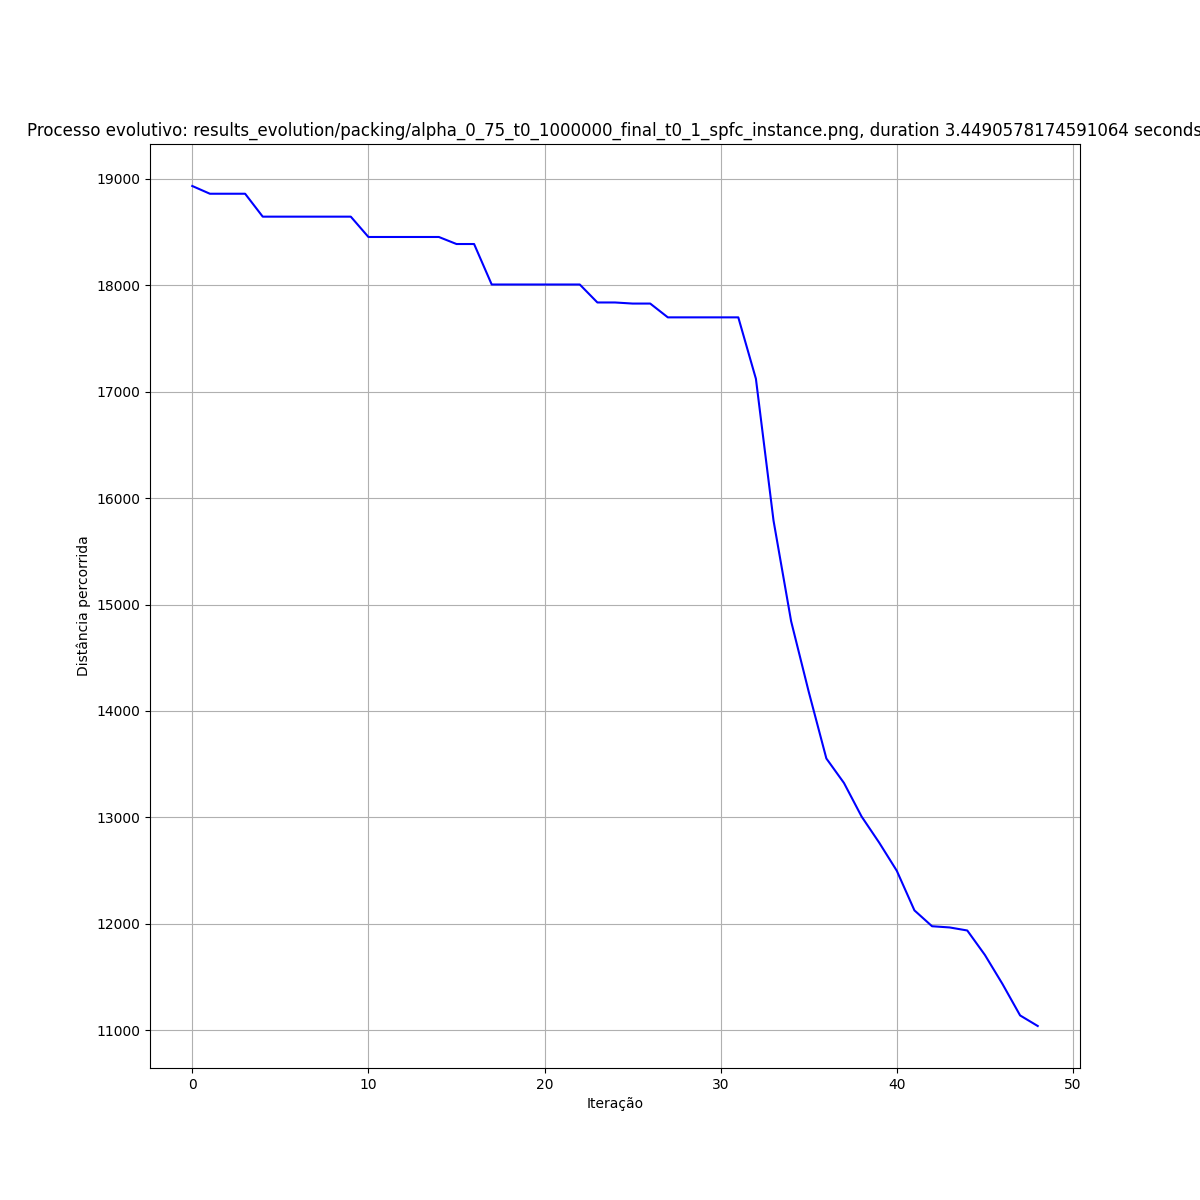 Processo evolutivo: results_evolution/packing/alpha_0_75_t0_1000000_final_t0_1_spfc_instance.png, duration 3.4490578174591064 seconds
19000
18000
17000
16000
15000
14000
13000
12000
11000
Distância percorrida
0 10 20 30 40 50
Iteração